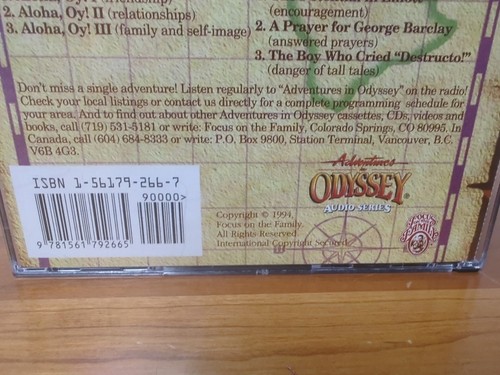 2. Aloha, Oy! II (relationships)
3. Aloha, Oy! III (family and self-image)
(encouragement)
2. A Prayer for George Barclay
(answered prayers)
3. The Boy Who Cried "Destructo!"
(danger of tall tales)
Don't miss a single adventure! Listen regularly to "Adventures in Odyssey" on the radio!
Check your local listings or contact us directly for a complete programming schedule for
your area. And to find out about other Adventures in Odyssey cassettes, CDs, videos and
books, call (719) 531-5181 or write: Focus on the Family, Colorado Springs, CO 80995. In
Canada, call (604) 684-8333 or write: P.O. Box 9800, Station Terminal, Vancouver, B.C.
V6B 4G3.
ISBN 1-56179-266-7
90000>
9 781561 792665
Adventures
ODYSSEY
AUDIO SERIES
Copyright © 1994,
Focus on the Family.
All Rights Reserved
International Copyright Secured
FOCUS
FAMILY